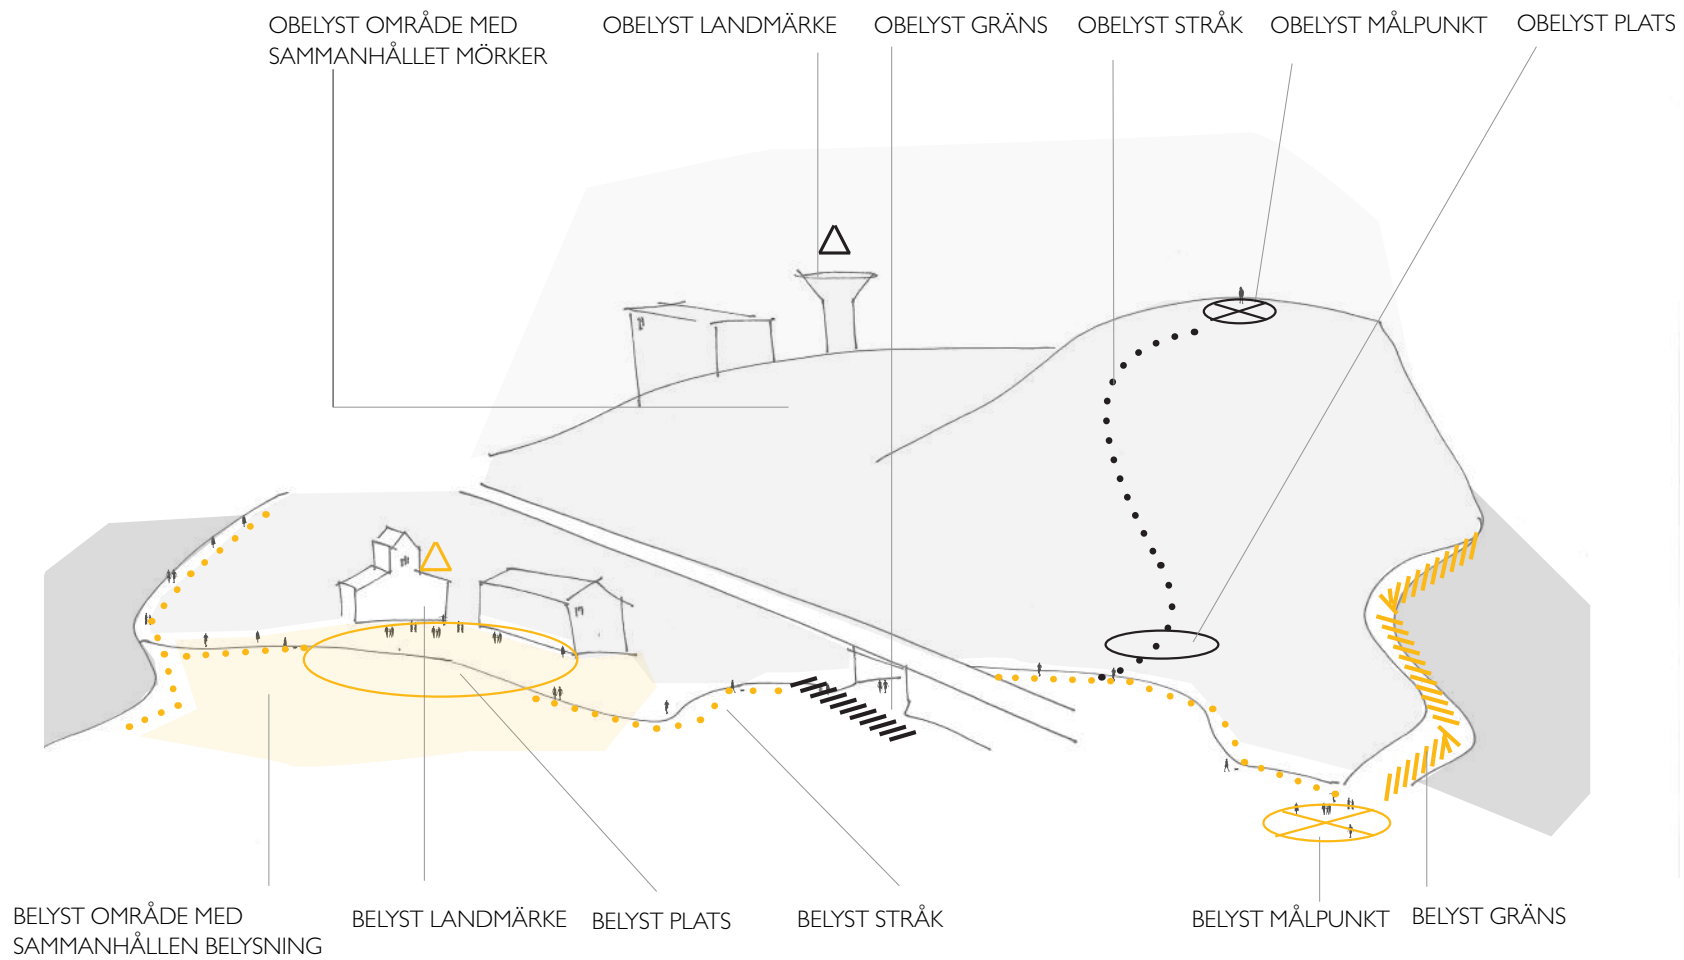 OBELYST OMRÅDE MED
SAMMANHÅLLET MÖRKER
OBELYST LANDMÄRKE
OBELYST GRÄNS
OBELYST STRÅK
OBELYST MÅLPUNKT
OBELYST PLATS
BELYST OMRÅDE MED
SAMMANHÅLLEN BELYSNING
BELYST LANDMÄRKE
BELYST PLATS
BELYST STRÅK
BELYST MÅLPUNKT
BELYST GRÄNS